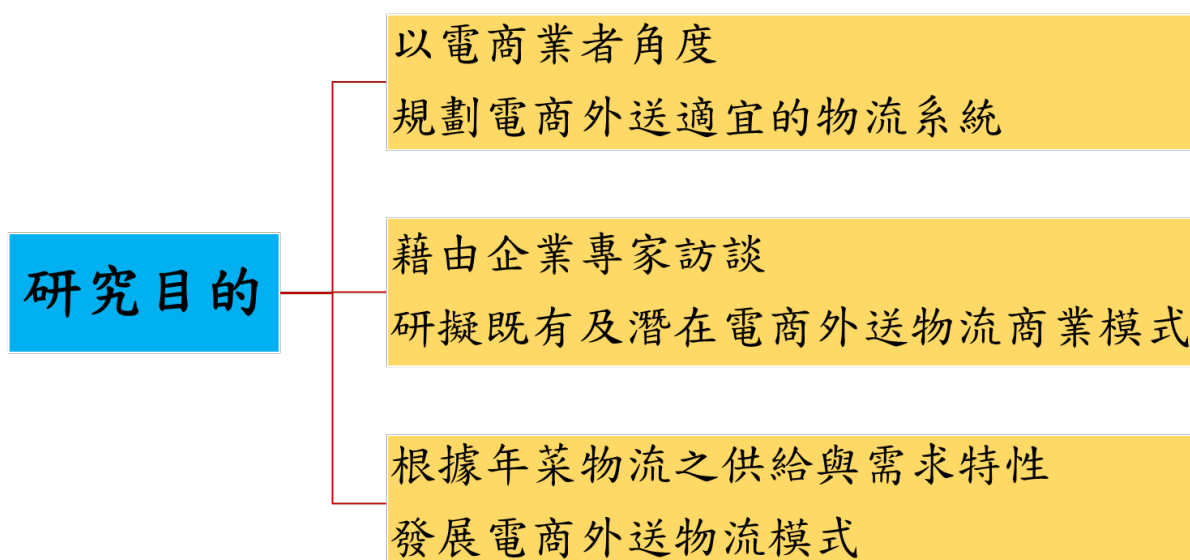 研究目的
以電商業者角度
規劃電商外送適宜的物流系統
藉由企業專家訪談
研擬既有及潛在電商外送物流商業模式
根據年菜物流之供給與需求特性
發展電商外送物流模式